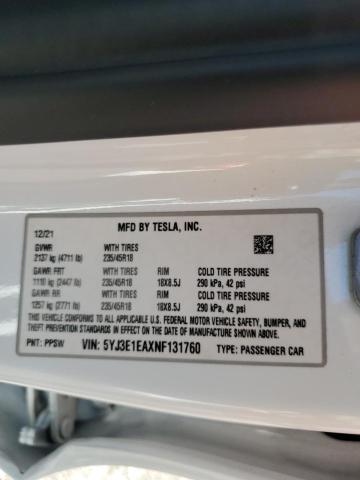 MFD BY TESLA, INC.
12/21
GVWR WITH TIRES
2137 kg (4711 LB) 235/45R18
GAWR FRT WITH TIRES RIM COLD TIRE PRESSURE
1110 kg (2447 LB) 235/45R18 18X8.5J 290 kPa, 42 psi
GAWR RR WITH TIRES RIM COLD TIRE PRESSURE
1257 kg (2771 LB) 235/45R18 18X8.5J 290 kPa, 42 psi
THIS VEHICLE CONFORMS TO ALL APPLICABLE U.S. FEDERAL MOTOR VEHICLE SAFETY, BUMPER, AND
THEFT PREVENTION STANDARDS IN EFFECT ON THE DATE OF MANUFACTURE SHOWN ABOVE.
PNT: PPSW VIN: 5YJ3E1EAXNF131760 TYPE: PASSENGER CAR